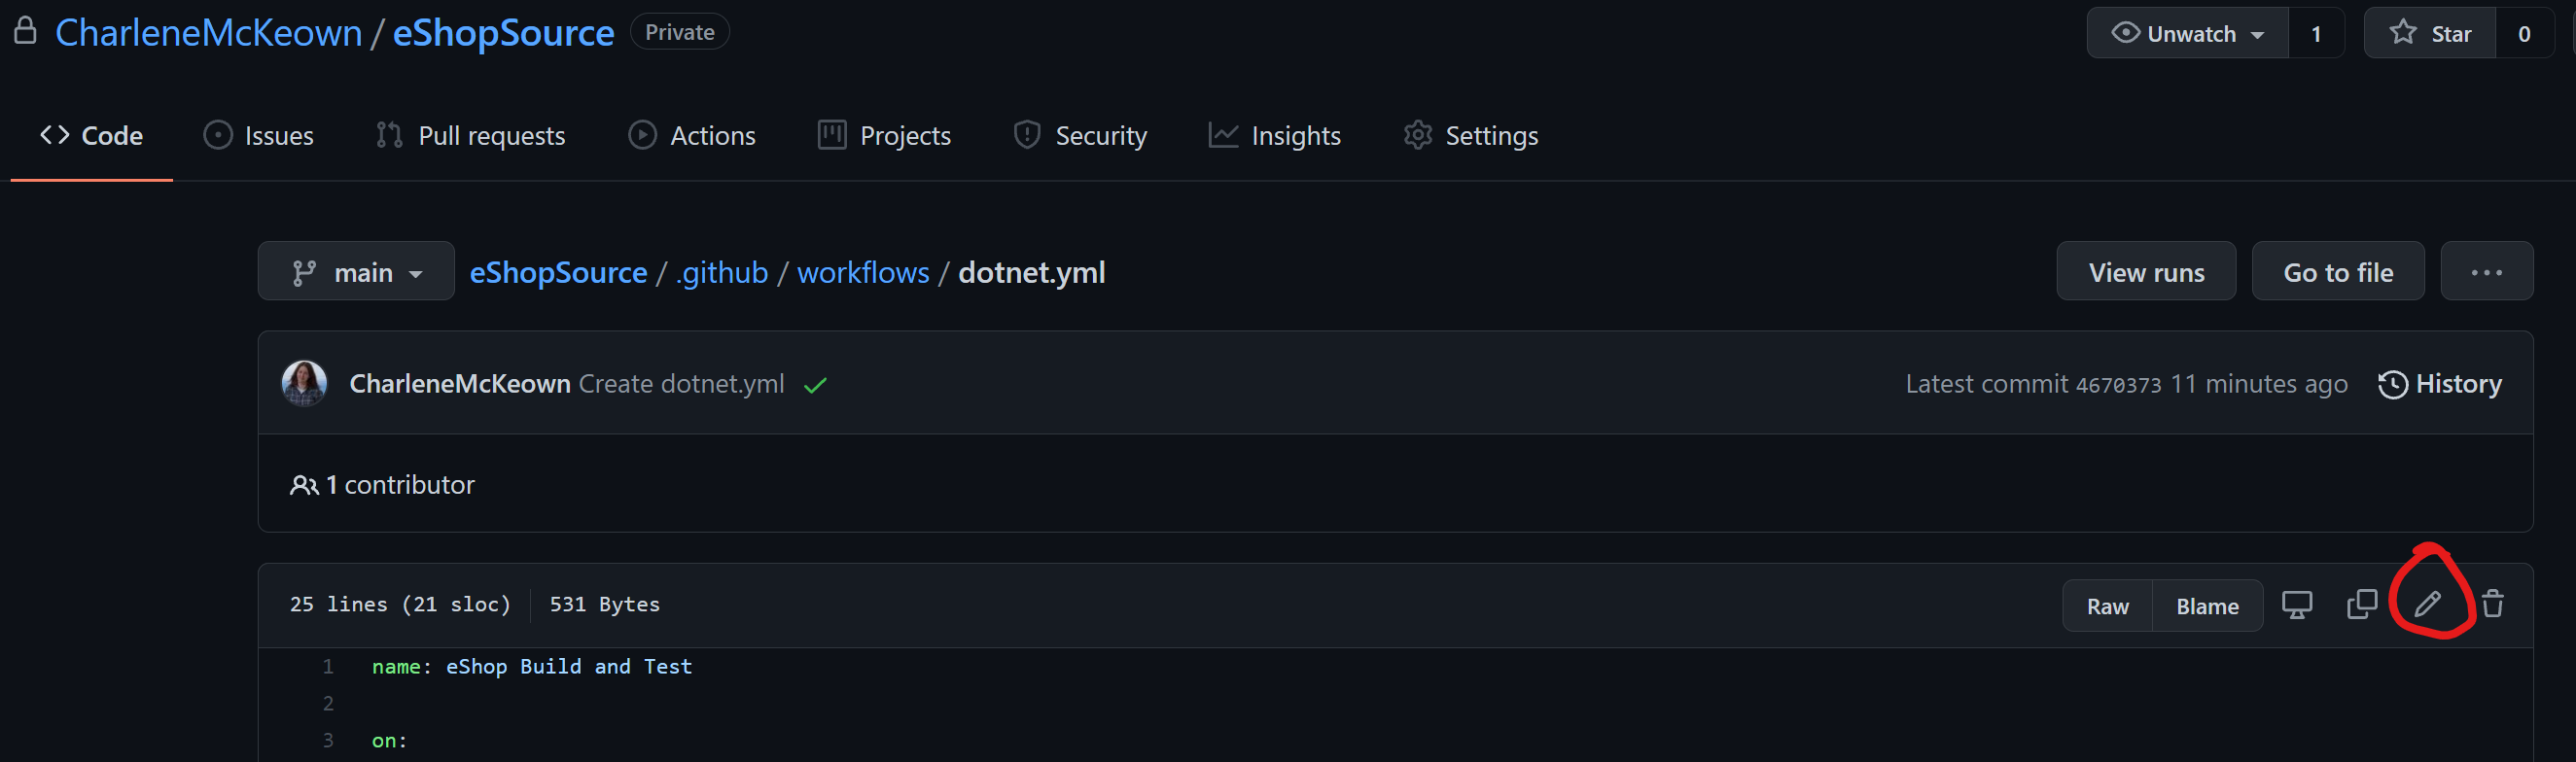 CharleneMcKeown / eShopSource Private Unwatch 1 Star 0
Code Issues Pull requests Actions Projects Security Insights Settings
main eShopSource / .github / workflows / dotnet.yml View runs Go to file ...
CharleneMcKeown Create dotnet.yml Latest commit 4670373 11 minutes ago History
1 contributor
25 lines (21 sloc) 531 Bytes Raw Blame
1 name: eShop Build and Test
2
3 on: